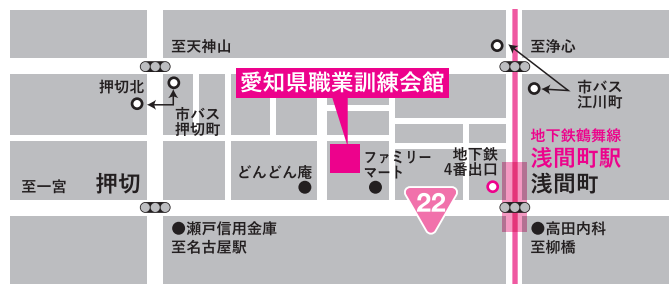 至天神山
至浄心
愛知県職業訓練会館
押切北
市バス
押切町
市バス
江川町
地下鉄鶴舞線
浅間町駅
浅間町
地下鉄
4番出口
ファミリー
マート
どんどん庵
至一宮
押切
22
瀬戸信用金庫
至名古屋駅
高田内科
至柳橋